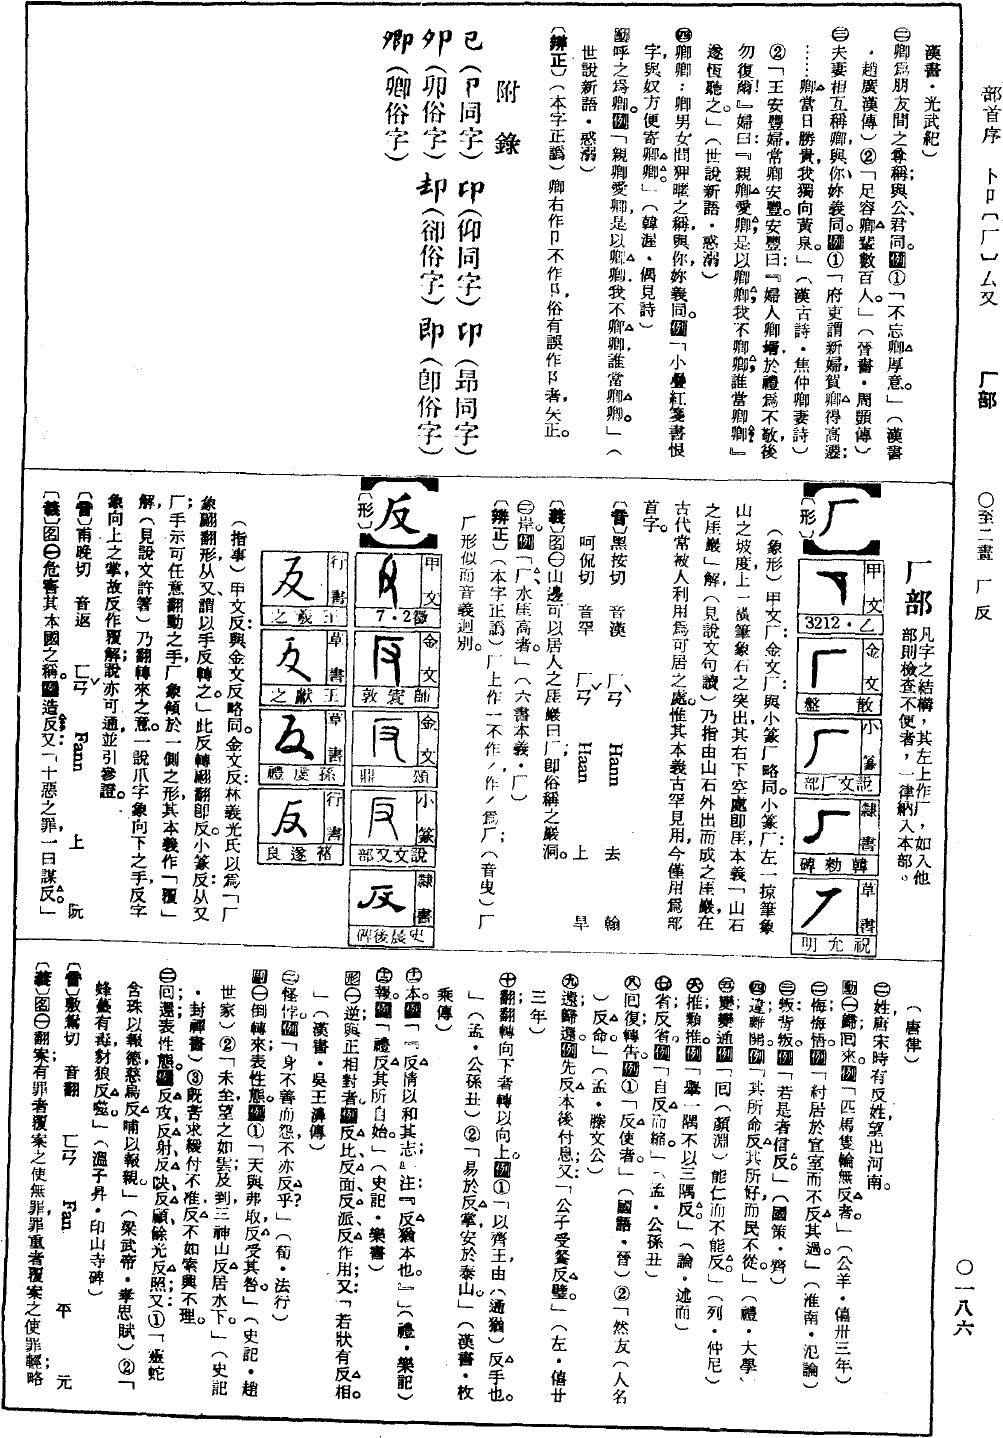 部首序　卜卩〔厂〕厶又　厂部　○至二畫　厂反　○一八六
漢書・光武紀）
㊁卿爲朋友間之尊稱；與公、君同。例①「不忘卿厚意。」（漢書
・趙廣漢傳）②「足容卿輩數百人。」（晉書・周顗傳）
㊂夫妻相互稱卿，與你、妳義同。例①「府吏謂新婦，賀卿得高遷；
……卿當日勝貴，我獨向黃泉。」（漢古詩・焦仲卿妻詩）
②「王安豐婦，常卿安豐。安豐曰：『婦人卿壻，於禮爲不敬，後
勿復爾！』婦曰：『親卿愛卿，是以卿卿；我不卿卿，誰當卿卿？』
遂恆聽之。」（世說新語・惑溺）
㊃卿卿：卿男女間狎暱之稱，與你、妳義同。例「小疊紅箋書恨
字，與奴方便寄卿卿。」（韓渥・偶見詩）
動呼之爲卿。例「親卿愛卿，是以卿卿，我不卿卿，誰當卿卿。」（
世說新語・惑溺）
〔辨正〕（本字正譌）卿右作卩不作阝，俗有誤作阝者，失正。
附錄
㔾（卩同字）卬（仰同字）卬（昂同字）
夘（卯俗字）却（卻俗字）即（卽俗字）
卿（卿俗字）
厂部
凡字之結構，其左上作厂，如入他
部則檢查不便者，一律納入本部。
厂
〔形〕
甲文　3212・乙
金文　散盤
小篆　說文厂部
隸書　韓勑碑
草書　祝允明
（象形）甲文厂、金文厂與小篆厂略同。小篆厂：左一掠筆象
山之坡度，上一橫筆象石之突出，其右下空處卽厓，本義「山石
之厓巖」解（見說文句讀）乃指由山石外出而成之厓巖，在
古代常被人利用爲可居之處。惟其本義古罕見用，今僅用爲部
首字。
〔音〕黑按切　音漢　ㄏㄢˋ　Hann　去　翰
呵侃切　音罕　ㄏㄢˇ　Haan　上　旱
〔義〕名㊀山邊可以居人之厓巖曰厂；卽俗稱之巖洞。
㊁岸。例「厂，水厓高者。」（六書本義・厂）
〔辨正〕（本字正譌）厂上作一不作丿，作丿爲厂；（音曳）厂、
厂形似而音義迥別。
反
〔形〕
甲文　7・2徵
金文　師寰敦
金文　頌鼎
小篆　說文又部
隸書　史晨後碑
行書　王羲之
草書　王獻之
草書　孫虔禮
行書　褚遂良
（指事）甲文反與金文反略同。金文反：林義光氏以爲「厂
象翩翻形，从又，謂以手反轉之。」此反轉翩翻卽反。小篆反：从又
厂；手示可任意翻動之手，厂象傾於一側之形，其本義作「覆」
解（見說文許箸）乃翻轉來之意。一說爪字象向下之手，反字
象向上之掌，故反作覆解，說亦可通，並引參證。
〔音〕甫晚切　音返　ㄈㄢˇ　Faan　上　阮
〔義〕名㊀危害其本國之稱。例造反；又「十惡之罪，一曰謀反。」
（唐律）
㊁姓，唐宋時有反姓，望出河南。
動㊀歸；回來。例「匹馬隻輪無反者。」（公羊・僖卅三年）
㊁悔，悔悟。例「紂居於宜室而不反其過。」（淮南・氾論）
㊂叛，背叛。例「若是者信反。」（國策・齊）
㊃違，離開。例「其所命反其所好，而民不從。」（禮・大學）
㊄變，變通。例「回（顏淵）能仁而不能反。」（列・仲尼）
㊅推，類推。例「舉一隅不以三隅反。」（論・述而）
㊆省，反省。例「自反而縮。」（孟・公孫丑）
㊇回復，轉告。例①「反使者。」（國語・晉）②「然友（人名
）反命。」（孟・滕文公）
㊈還，歸還。例先反本，後付息；又「公子受餐反璧。」（左・僖廿
三年）
㊉翻，翻轉，向下者轉以向上。例①「以齊王，由（通猶）反手也。
」（孟・公孫丑）②「易於反掌，安於泰山。」（漢書・枚
乘傳）
⼗一本。例「『反情以和其志』，注：『反猶本也。』」（禮・樂記）
⼗二報。例「禮反其所自始。」（史記・樂書）
形㊀逆，與正相對者。例反比、反面、反派、反作用；又「若狀有反相。
」（漢書・吳王濞傳）
㊁怪悖。例「身不善而怨人，不亦反乎？」（荀・法行）
副㊀倒轉來，表性態。例①「天與弗取，反受其咎。」（史記・越
世家）②「未至，望之如雲；及到，三神山反居水下。」（史記
・封禪書）③既苦求緩付不准，反不如索興不理。
㊁回還，表性態。例反攻、反射、反映、反顧；餘光反照；又①「靈蛇
含珠以報德，慈烏反哺以報親。」（梁武帝・孝思賦）②「
蜂蠆有毒，豺狼反噬。」（溫子昇・印山寺碑）
〔音〕敷鴛切　音翻　ㄈㄢ　Fan　平　元
〔義〕名㊀翻案，有罪者覆案之使無罪，罪重者覆案之使罪輕，略